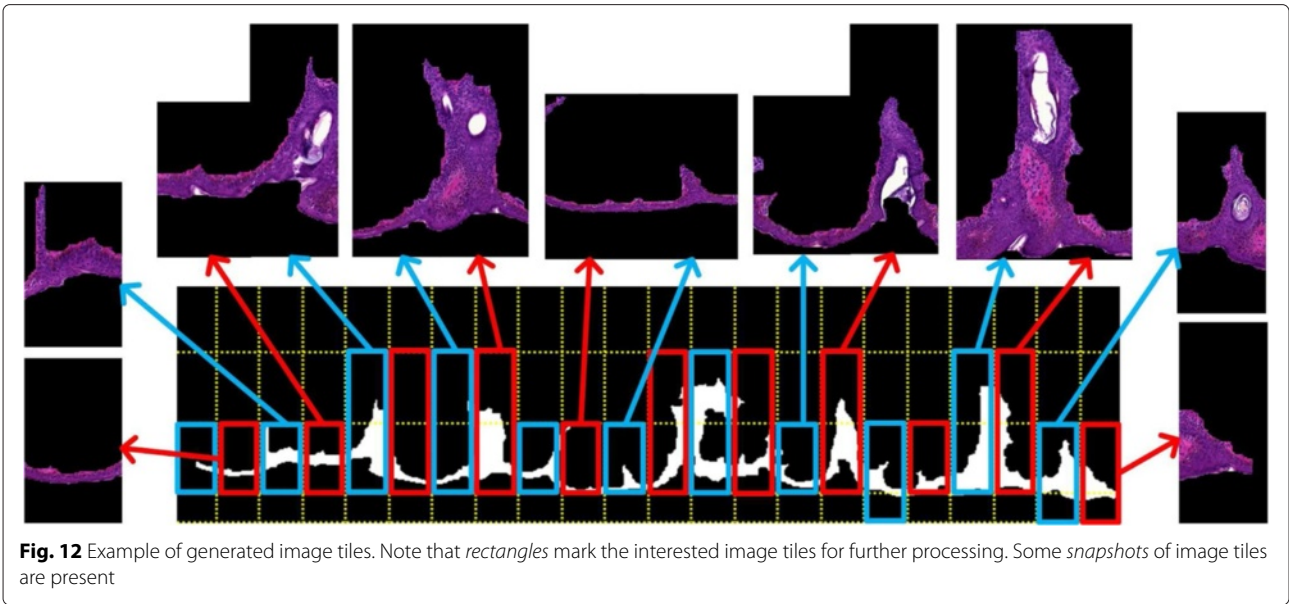 Fig. 12 Example of generated image tiles. Note that rectangles mark the interested image tiles for further processing. Some snapshots of image tiles
are present